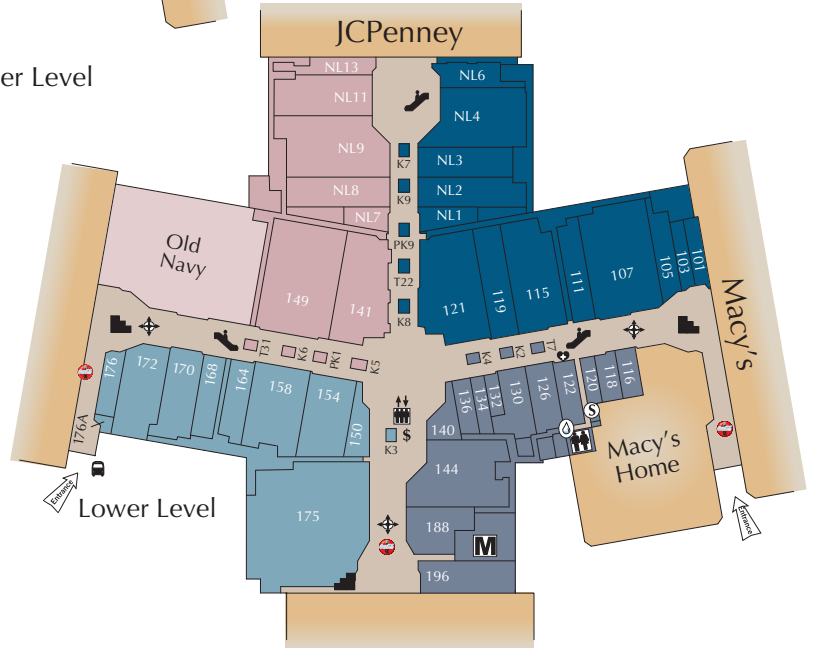 JCPenney
er Level
NL13
NL6
NL11
NL4
NL9
K7
NL3
NL8
K9
NL2
NL7
NL1
Old
Navy
PK9
T22
149
141
K8
121
119
115
111
107
105
103
101
Macy's
T31
K6
PK1
K5
K4
K2
T7
176
172
170
168
164
158
154
150
136
134
132
130
126
122
120
118
116
S
176A
K3
$
140
144
Macy's
Home
Entrance
Lower Level
175
188
M
196
Entrance